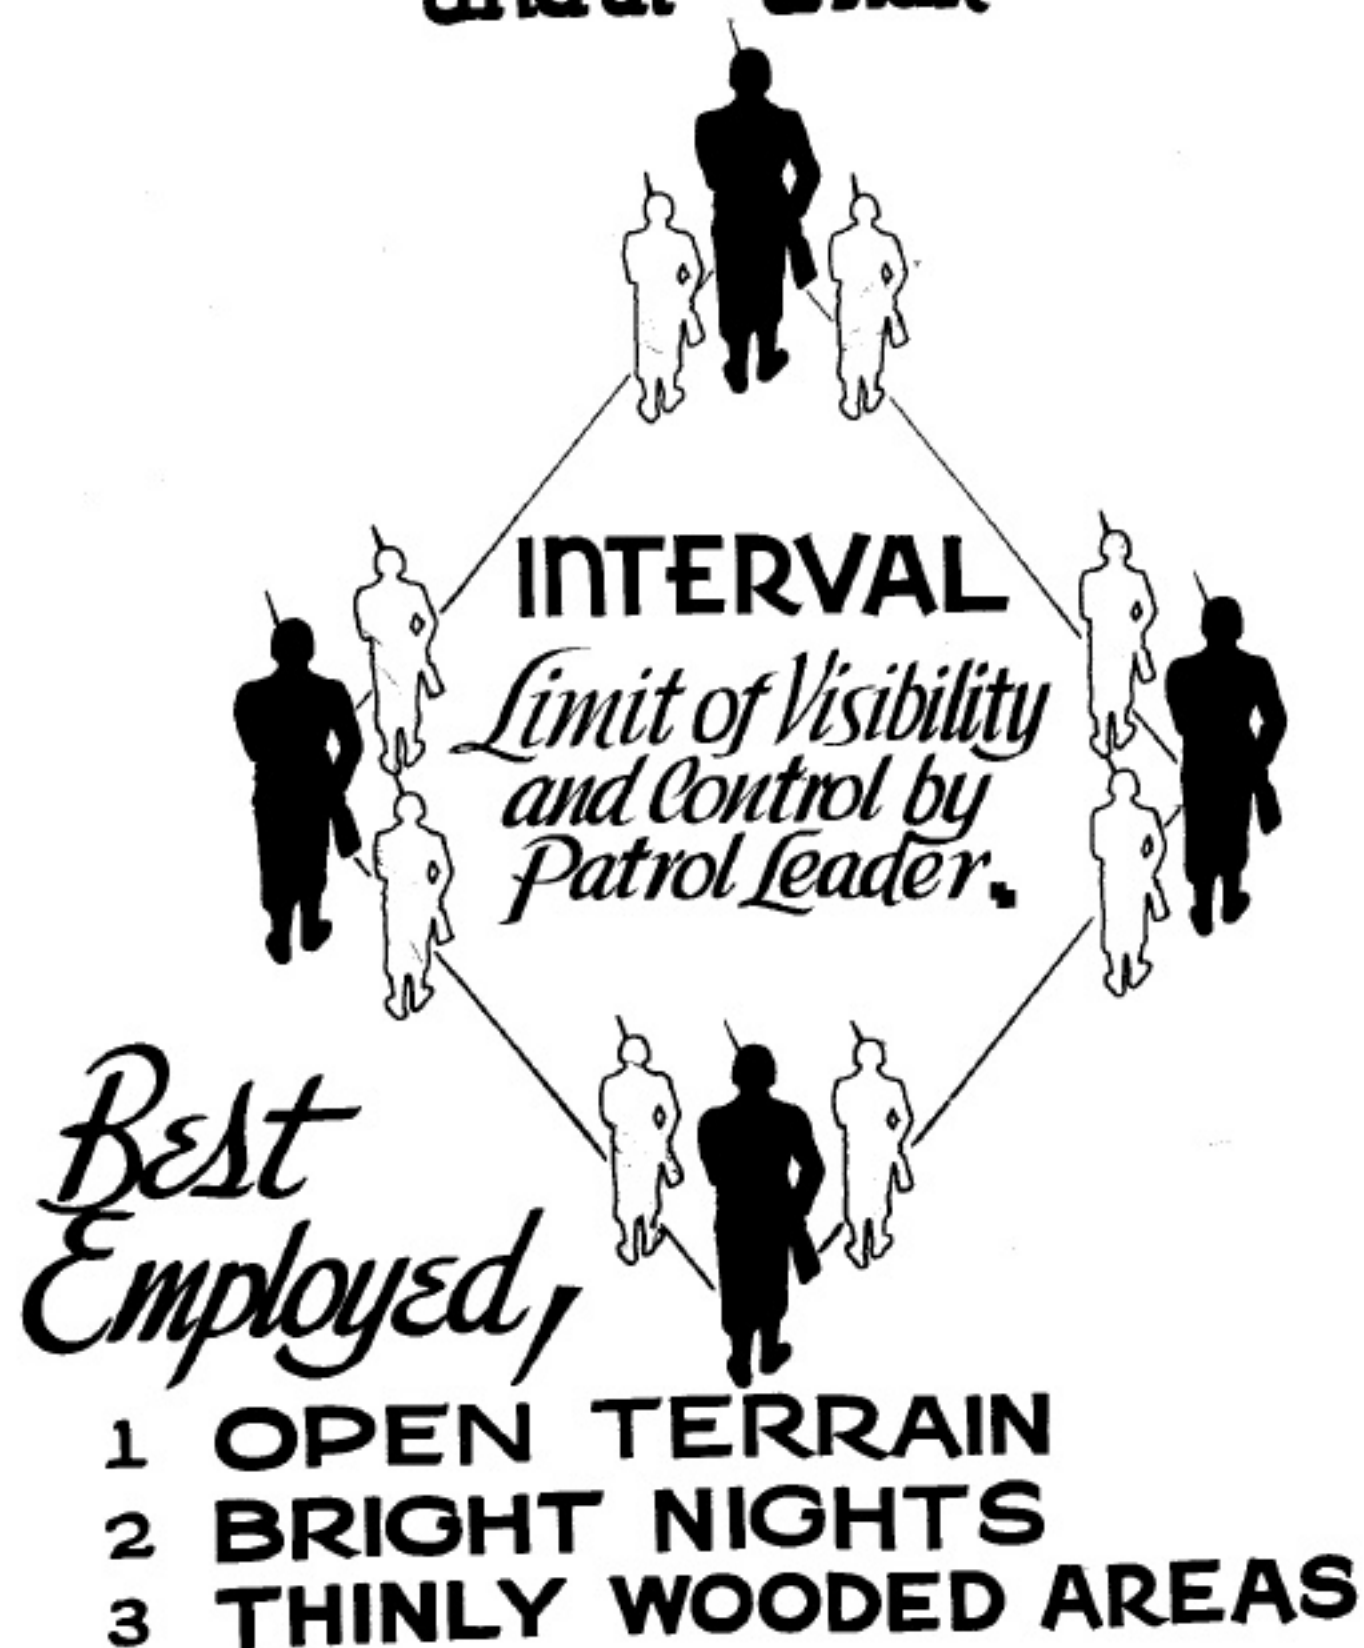 INTERVAL
Limit of Visibility
and Control by
Patrol Leader.
Best
Employed,
1 OPEN TERRAIN
2 BRIGHT NIGHTS
3 THINLY WOODED AREAS